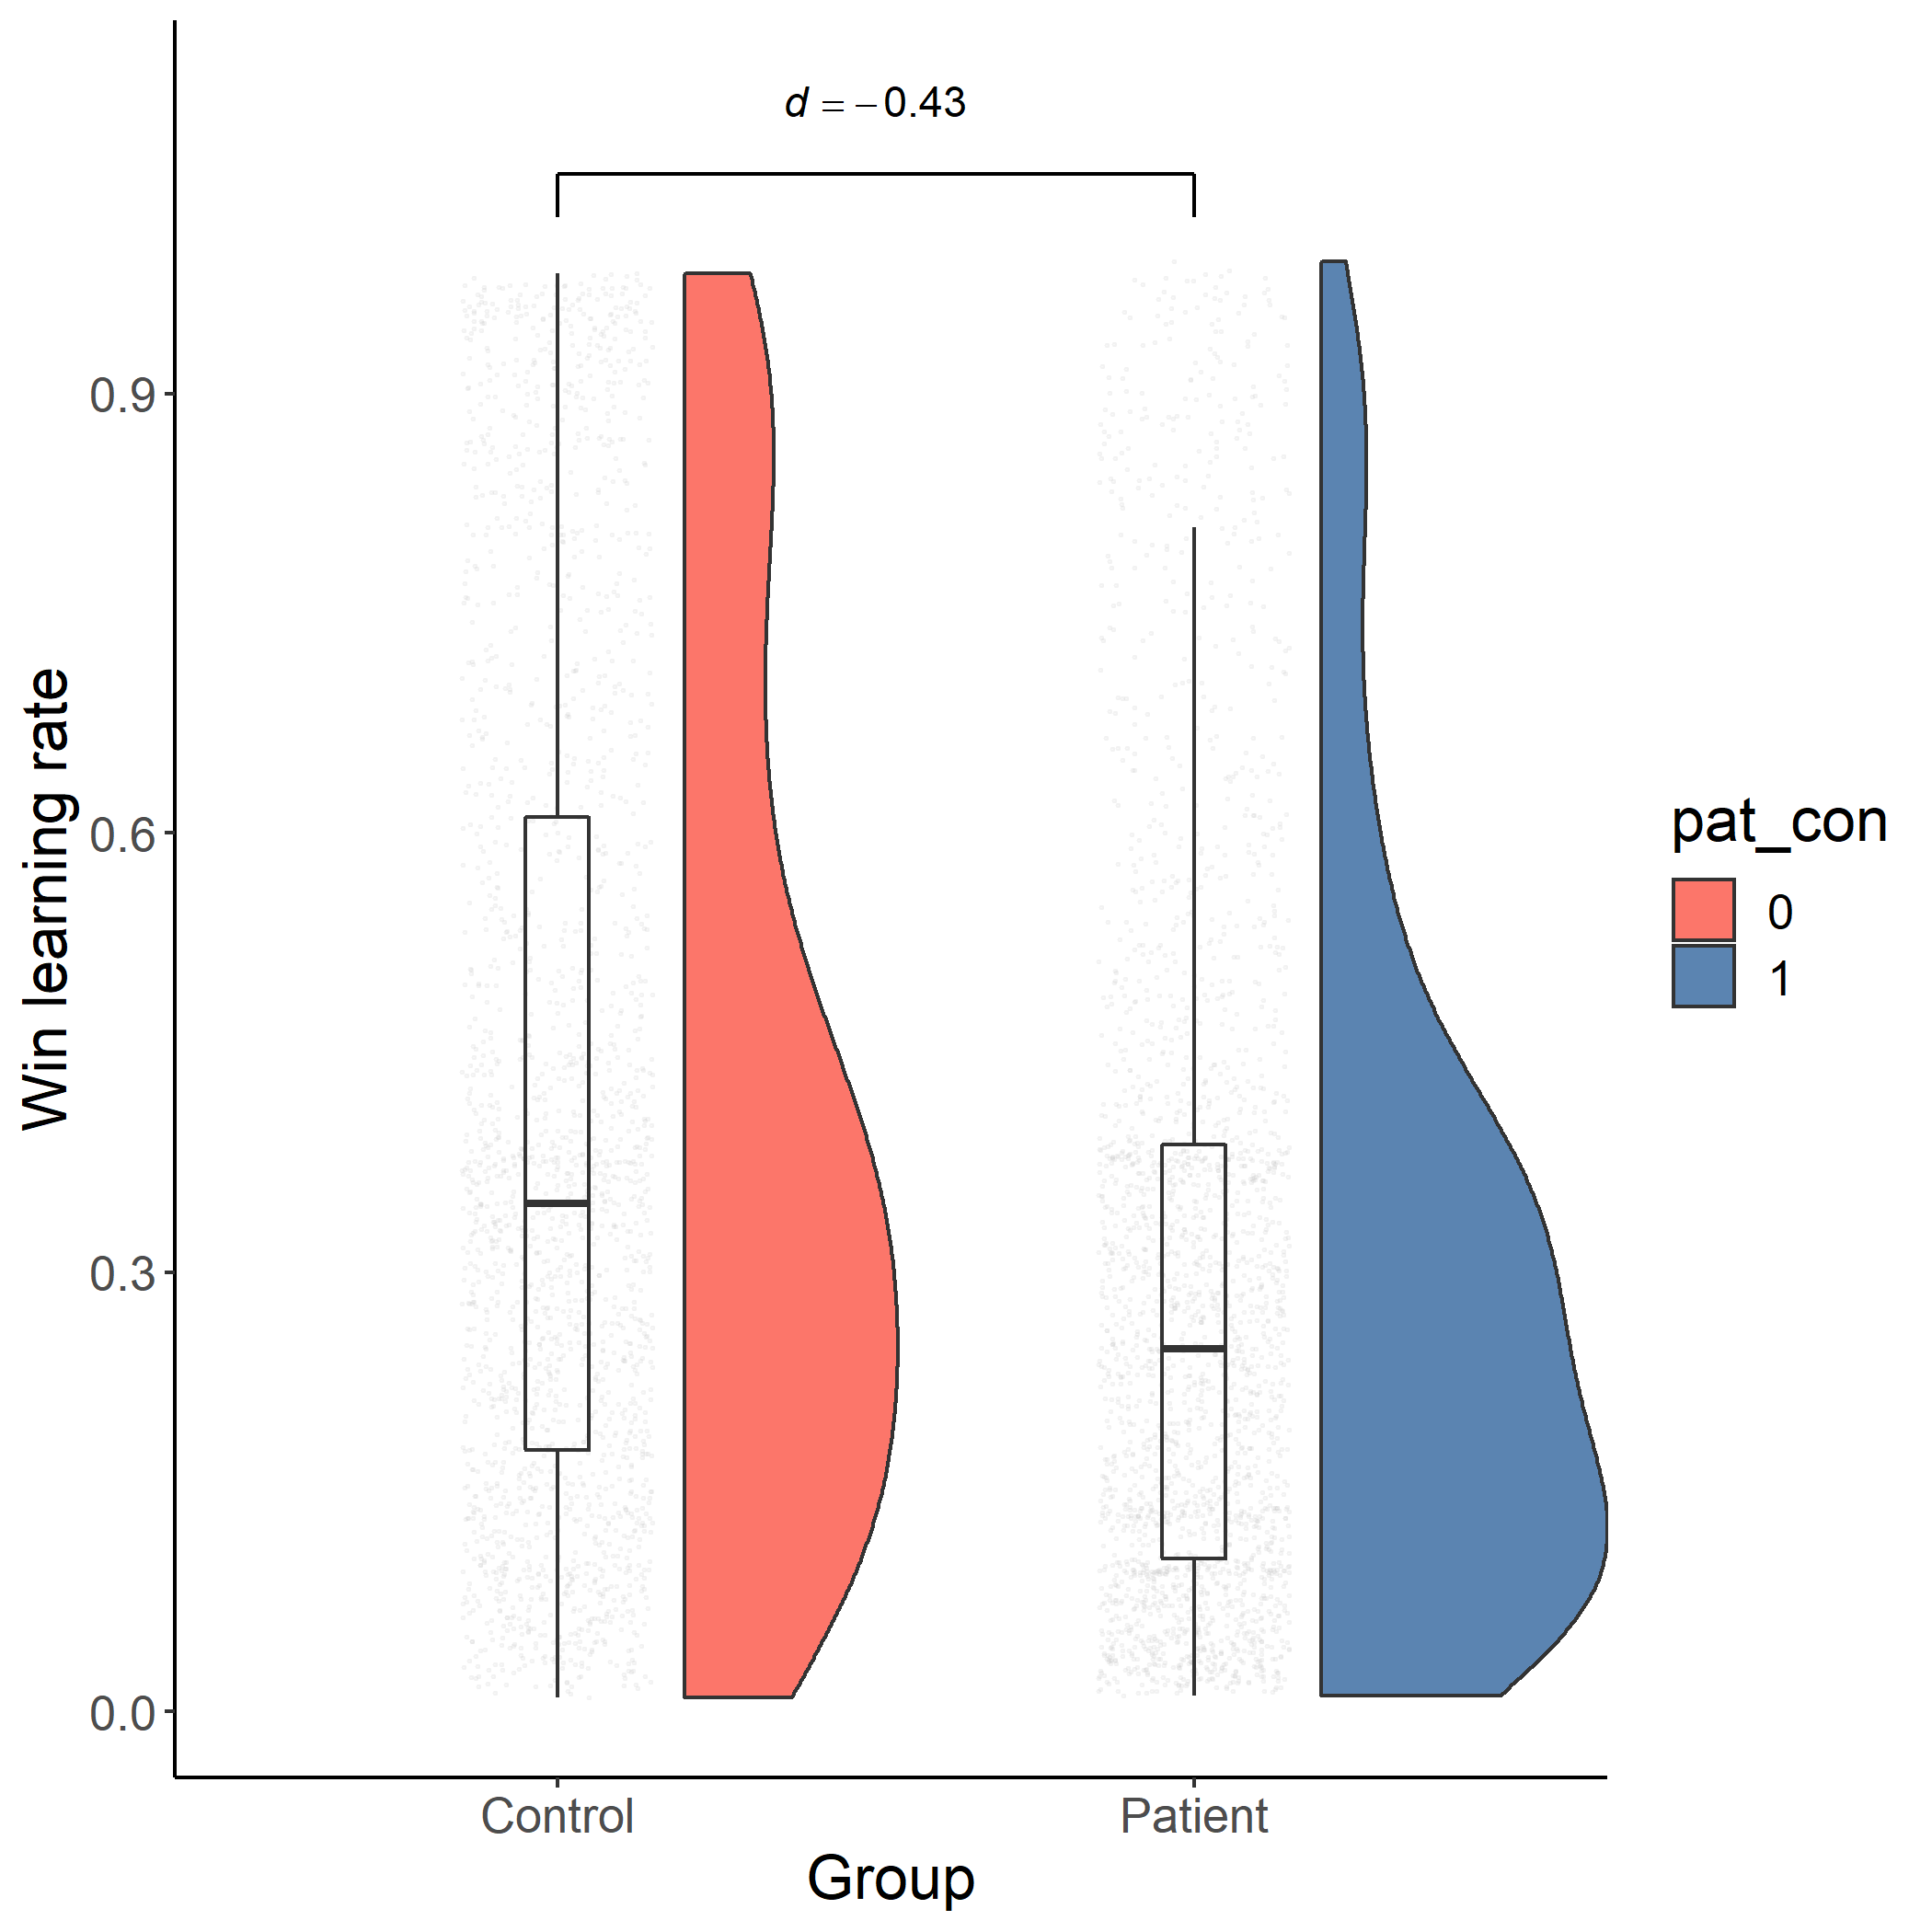 d = −0.43
Win learning rate
0.9
0.6
0.3
0.0
Control
Patient
Group
pat_con
0
1